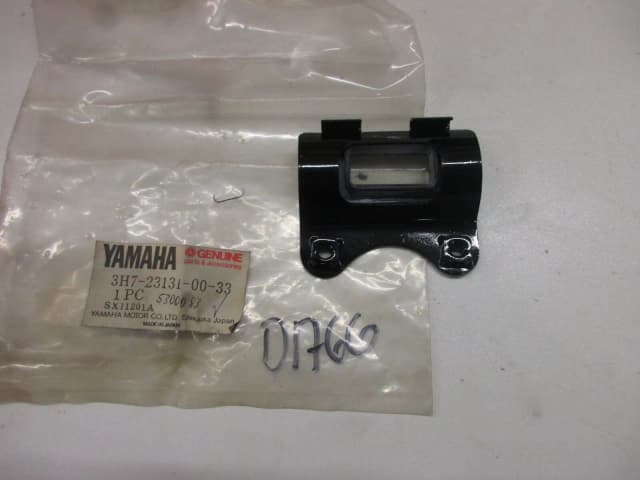 YAMAHA GENUINE
parts & accessories
3H7-23131-00-33
1PC 5300053
SX11201A
YAMAHA MOTOR CO., LTD. Shizuoka Japan
MADE IN JAPAN
D1766